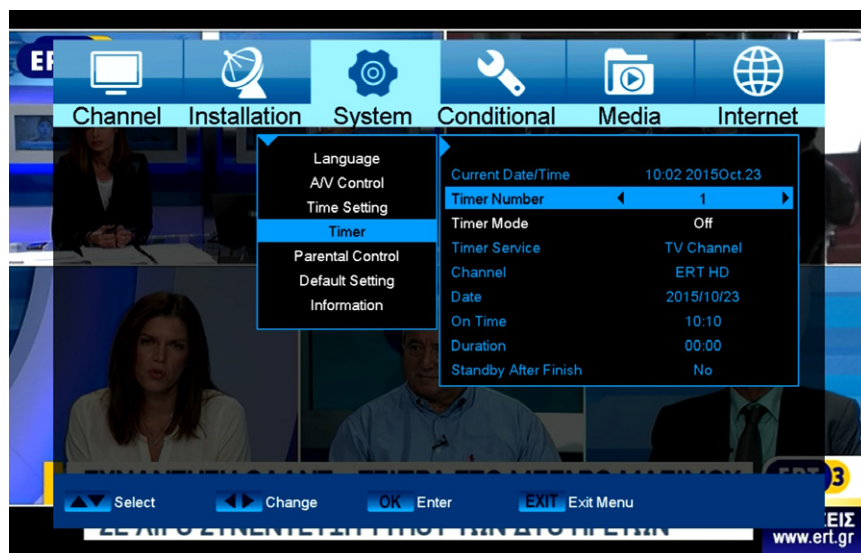 Channel Installation System Conditional Media Internet
Language
A/V Control
Time Setting
Timer
Parental Control
Default Setting
Information
Current Date/Time 10:02 2015Oct.23
Timer Number 1
Timer Mode Off
Timer Service TV Channel
Channel ERT HD
Date 2015/10/23
On Time 10:10
Duration 00:00
Standby After Finish No
Select Change OK Enter EXIT Exit Menu
www.ert.gr